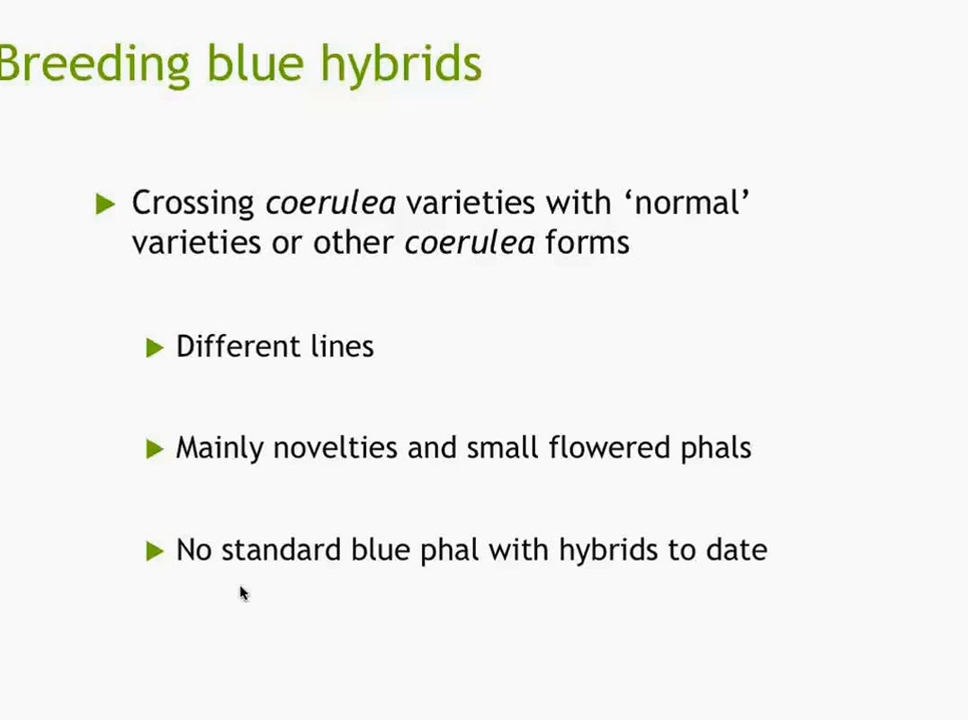 Breeding blue hybrids
Crossing coerulea varieties with ‘normal’
varieties or other coerulea forms
Different lines
Mainly novelties and small flowered phals
No standard blue phal with hybrids to date